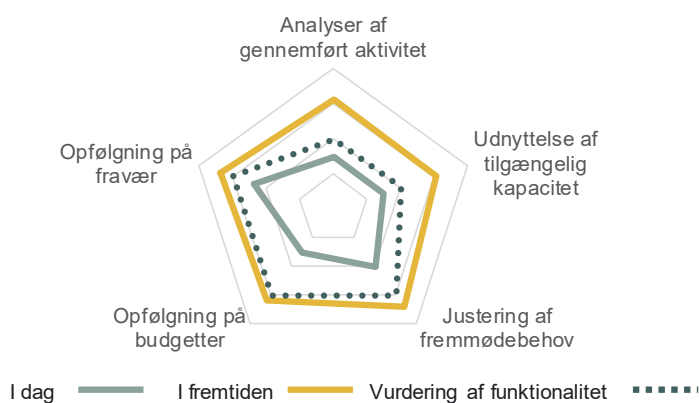 Analyser af
gennemført aktivitet
Udnyttelse af
tilgængelig
kapacitet
Opfølgning på
fravær
Opfølgning på
budgetter
Justering af
fremmødebehov
I dag
I fremtiden
Vurdering af funktionalitet